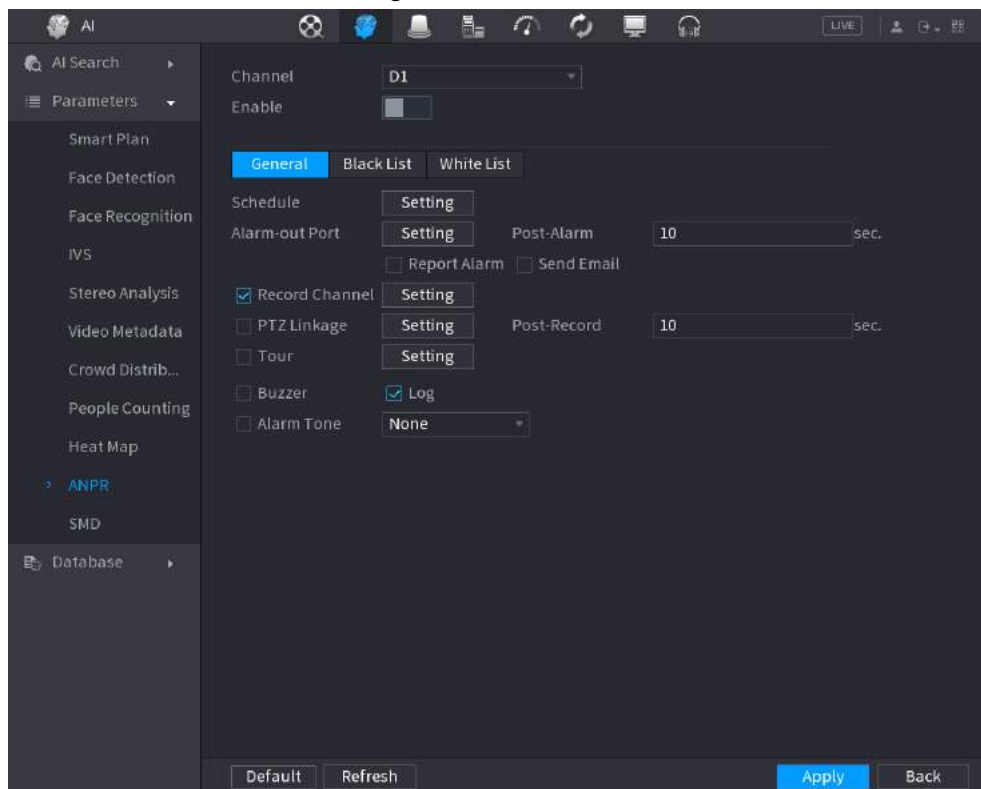 AI
LIVE
AI Search
Parameters
Smart Plan
Face Detection
Face Recognition
IVS
Stereo Analysis
Video Metadata
Crowd Distrib...
People Counting
Heat Map
ANPR
SMD
Database
Channel D1
Enable
General Black List White List
Schedule Setting
Alarm-out Port Setting Post-Alarm 10 sec.
Report Alarm Send Email
Record Channel Setting
PTZ Linkage Setting Post-Record 10 sec.
Tour Setting
Buzzer Log
Alarm Tone None
Default Refresh Apply Back